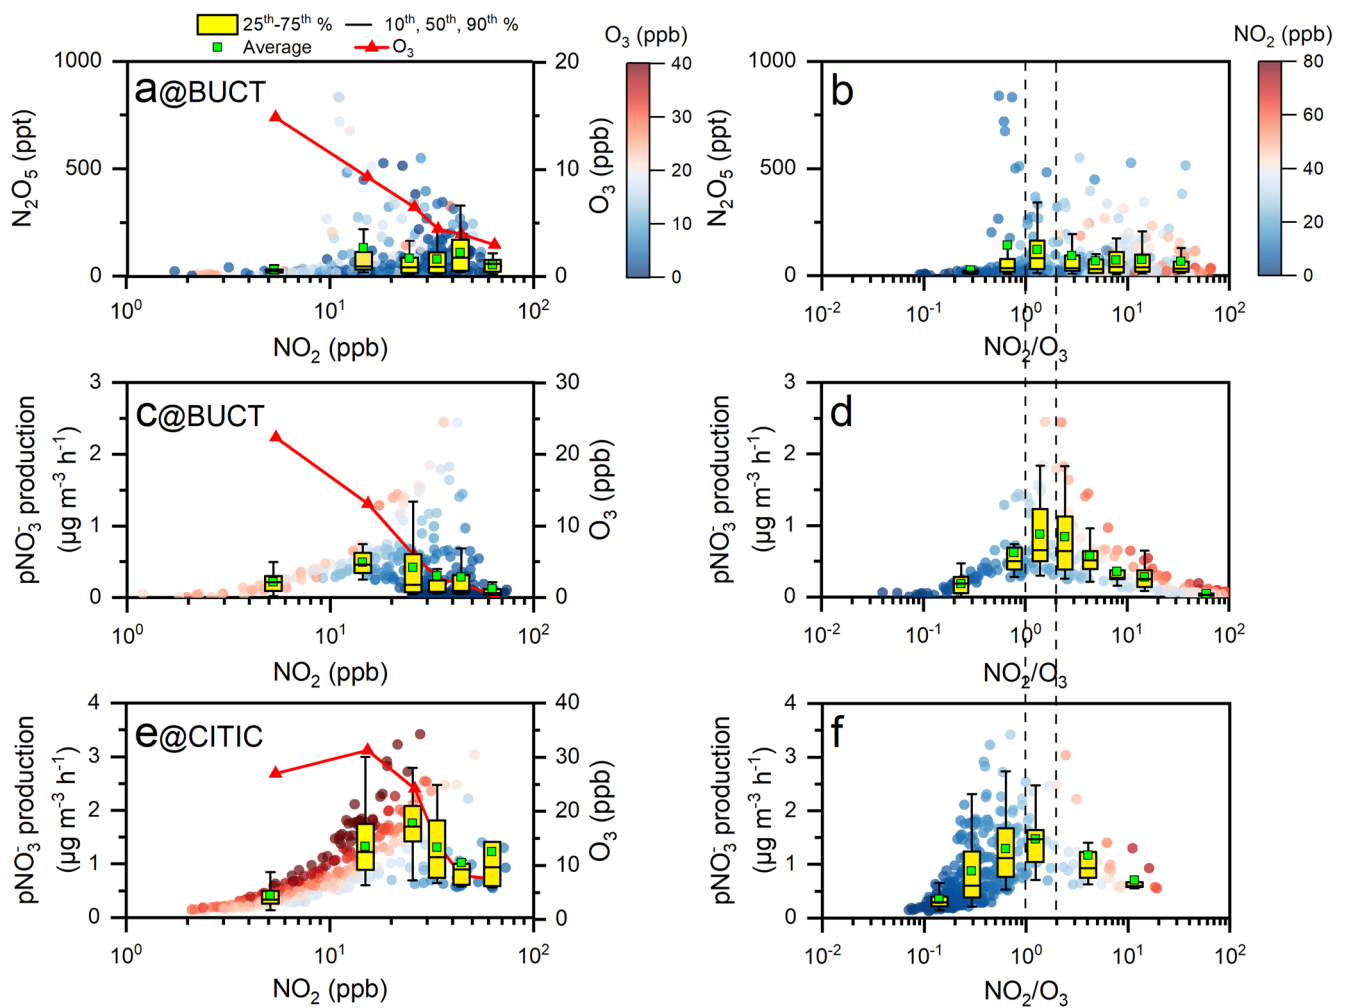 25th-75th % 10th, 50th, 90th %
Average O3
O3 (ppb)
NO2 (ppb)
a@BUCT
N2O5 (ppt)
1000
500
0
20
10
0
O3 (ppb)
40
30
20
10
0
10^0 10^1 10^2
NO2 (ppb)
b
N2O5 (ppt)
1000
500
0
80
60
40
20
0
10^-2 10^-1 10^0 10^1 10^2
NO2/O3
c@BUCT
pNO3^- production
(µg m^-3 h^-1)
3
2
1
0
30
20
10
0
O3 (ppb)
10^0 10^1 10^2
NO2 (ppb)
d
pNO3^- production
(µg m^-3 h^-1)
3
2
1
0
10^-2 10^-1 10^0 10^1 10^2
NO2/O3
e@CITIC
pNO3^- production
(µg m^-3 h^-1)
4
3
2
1
0
40
30
20
10
0
O3 (ppb)
10^0 10^1 10^2
NO2 (ppb)
f
pNO3^- production
(µg m^-3 h^-1)
4
3
2
1
0
10^-2 10^-1 10^0 10^1 10^2
NO2/O3